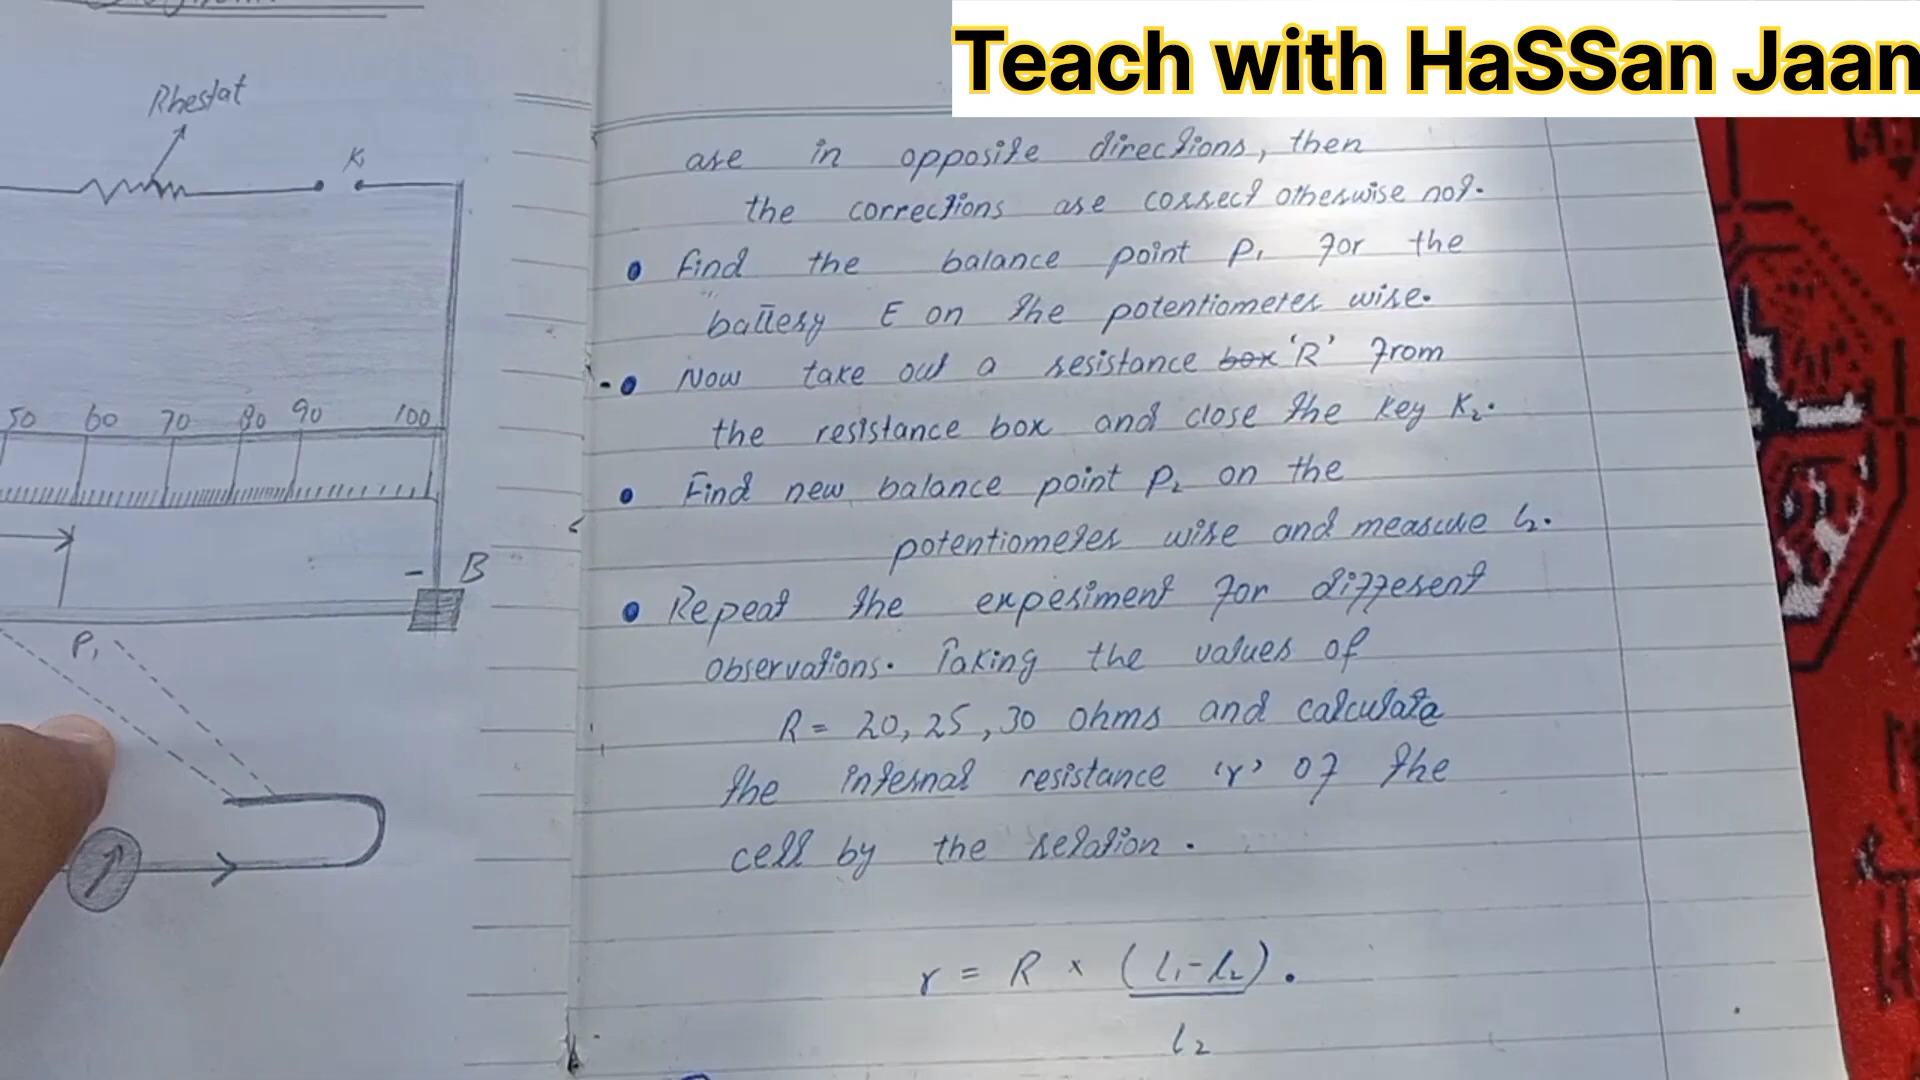 Teach with HaSSan Jaan
Rhestat
K1
50 60 70 80 90 100
- B
P1
are in opposite directions, then
the corrections are correct otherwise not.
• Find the balance point P1 for the
battery E on the potentiometer wire.
• Now take out a resistance box 'R' from
the resistance box and close the key K2.
• Find new balance point P2 on the
potentiometer wire and measure l2.
• Repeat the experiment for different
observations. Taking the values of
R = 20, 25, 30 ohms and calculate
the internal resistance 'r' of the
cell by the relation.
r = R × (l1-l2).
l2